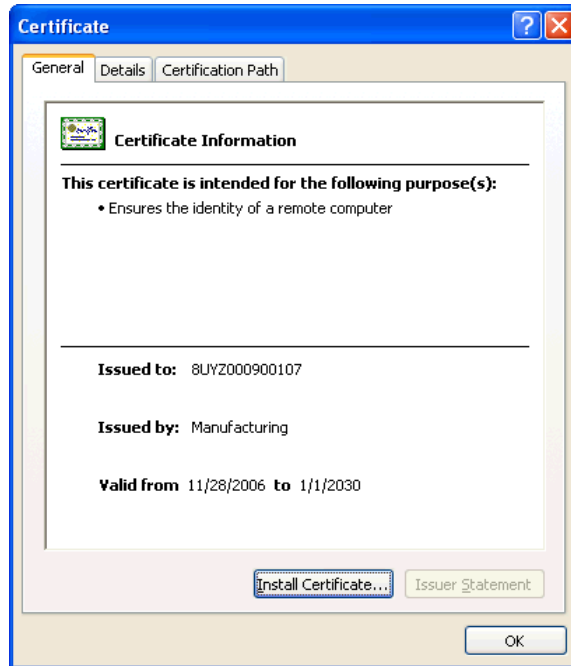 Certificate
General Details Certification Path
Certificate Information
This certificate is intended for the following purpose(s):
• Ensures the identity of a remote computer
Issued to: 8UYZ000900107
Issued by: Manufacturing
Valid from 11/28/2006 to 1/1/2030
Install Certificate... Issuer Statement
OK